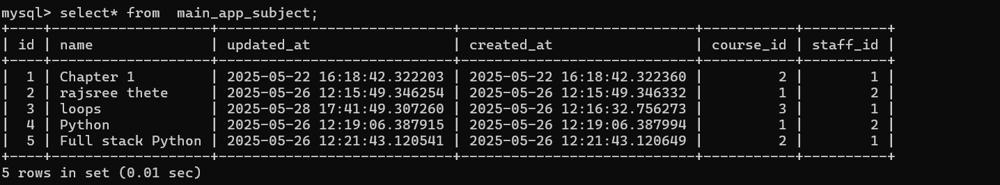 mysql> select* from  main_app_subject;
+----+-------------------+----------------------------+----------------------------+-----------+----------+
| id | name              | updated_at                 | created_at                 | course_id | staff_id |
+----+-------------------+----------------------------+----------------------------+-----------+----------+
|  1 | Chapter 1         | 2025-05-22 16:18:42.322203 | 2025-05-22 16:18:42.322360 |         2 |        1 |
|  2 | rajsree thete     | 2025-05-26 12:15:49.346254 | 2025-05-26 12:15:49.346332 |         1 |        2 |
|  3 | loops             | 2025-05-28 17:41:49.307260 | 2025-05-26 12:16:32.756273 |         3 |        1 |
|  4 | Python            | 2025-05-26 12:19:06.387915 | 2025-05-26 12:19:06.387994 |         1 |        2 |
|  5 | Full stack Python | 2025-05-26 12:21:43.120541 | 2025-05-26 12:21:43.120649 |         2 |        1 |
+----+-------------------+----------------------------+----------------------------+-----------+----------+
5 rows in set (0.01 sec)